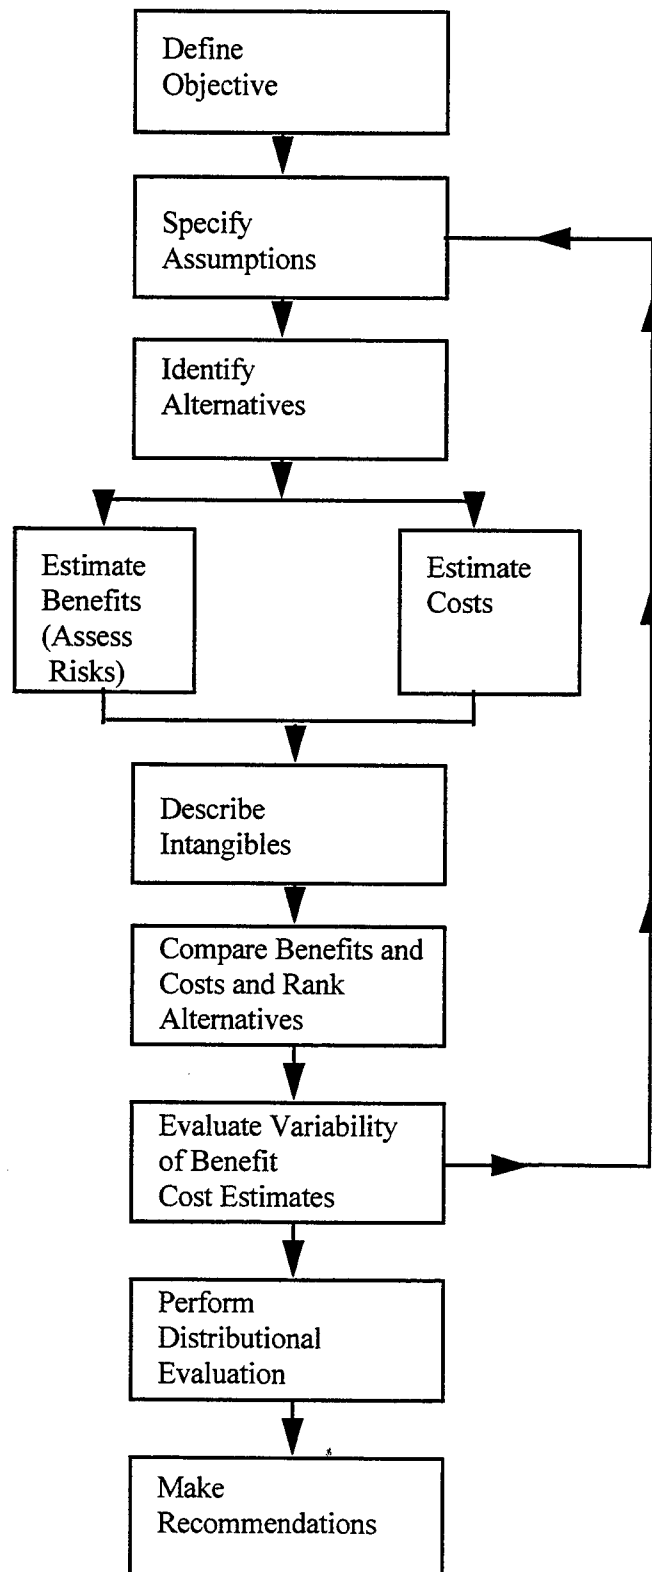 Define
Objective
Specify
Assumptions
Identify
Alternatives
Estimate
Benefits
(Assess
Risks)
Estimate
Costs
Describe
Intangibles
Compare Benefits and
Costs and Rank
Alternatives
Evaluate Variability
of Benefit
Cost Estimates
Perform
Distributional
Evaluation
Make
Recommendations